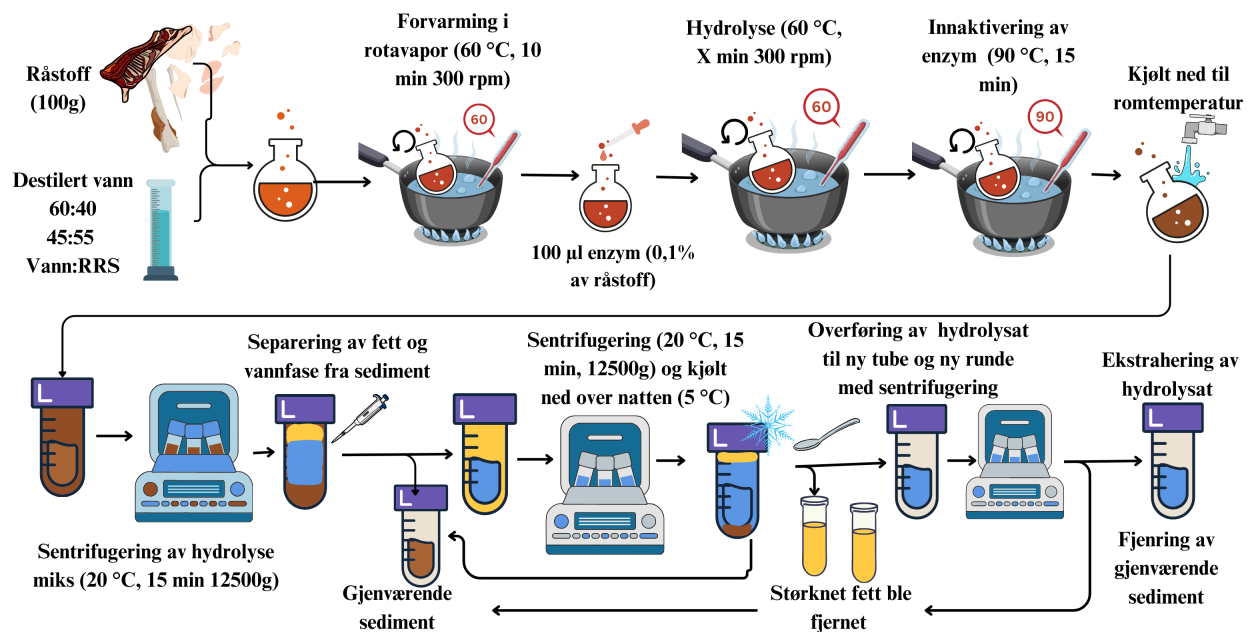 Råstoff
(100g)
Destilert vann
60:40
45:55
Vann:RRS
Forvarming i
rotavapor (60 °C, 10
min 300 rpm)
60
100 µl enzym (0,1%
av råstoff)
Hydrolyse (60 °C,
X min 300 rpm)
60
Innaktivering av
enzym (90 °C, 15
min)
90
Kjølt ned til
romtemperatur
Sentrifugering av hydrolyse
miks (20 °C, 15 min 12500g)
Separering av fett og
vannfase fra sediment
Gjenværende
sediment
Sentrifugering (20 °C, 15
min, 12500g) og kjølt
ned over natten (5 °C)
Størknet fett ble
fjernet
Overføring av hydrolysat
til ny tube og ny runde
med sentrifugering
Ekstrahering av
hydrolysat
Fjenring av
gjenværende
sediment